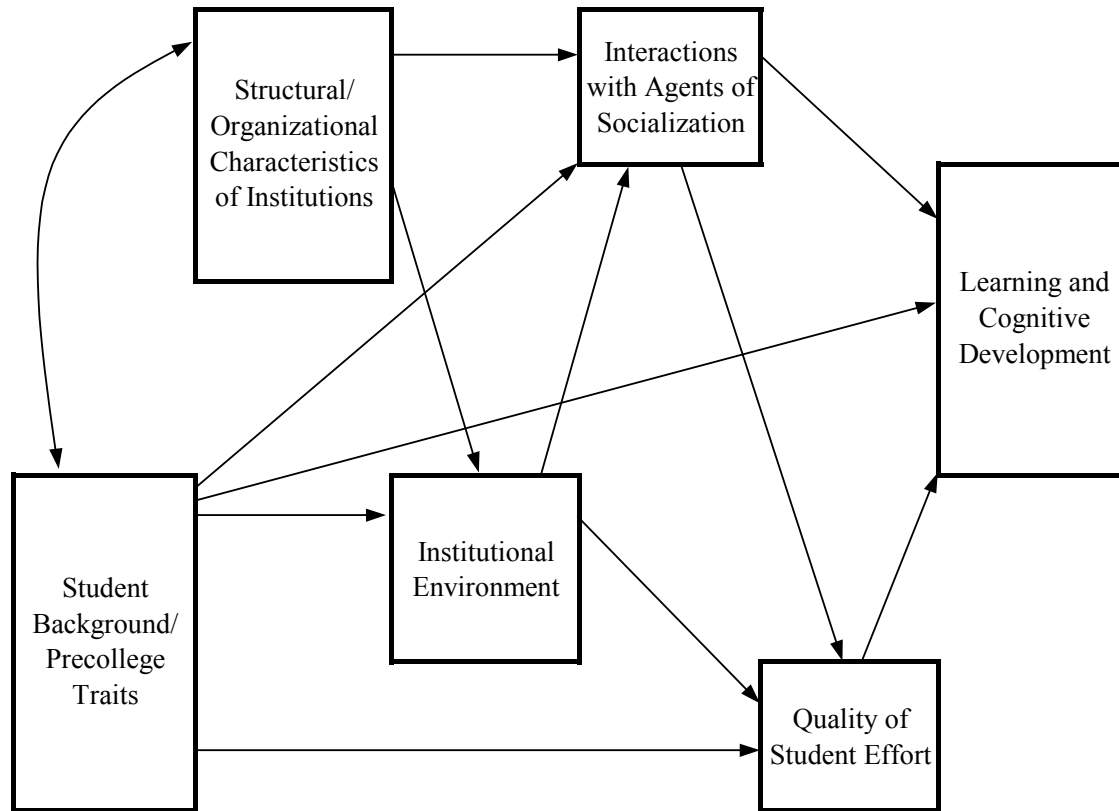 Structural/
Organizational
Characteristics
of Institutions
Interactions
with Agents of
Socialization
Learning and
Cognitive
Development
Student
Background/
Precollege
Traits
Institutional
Environment
Quality of
Student Effort